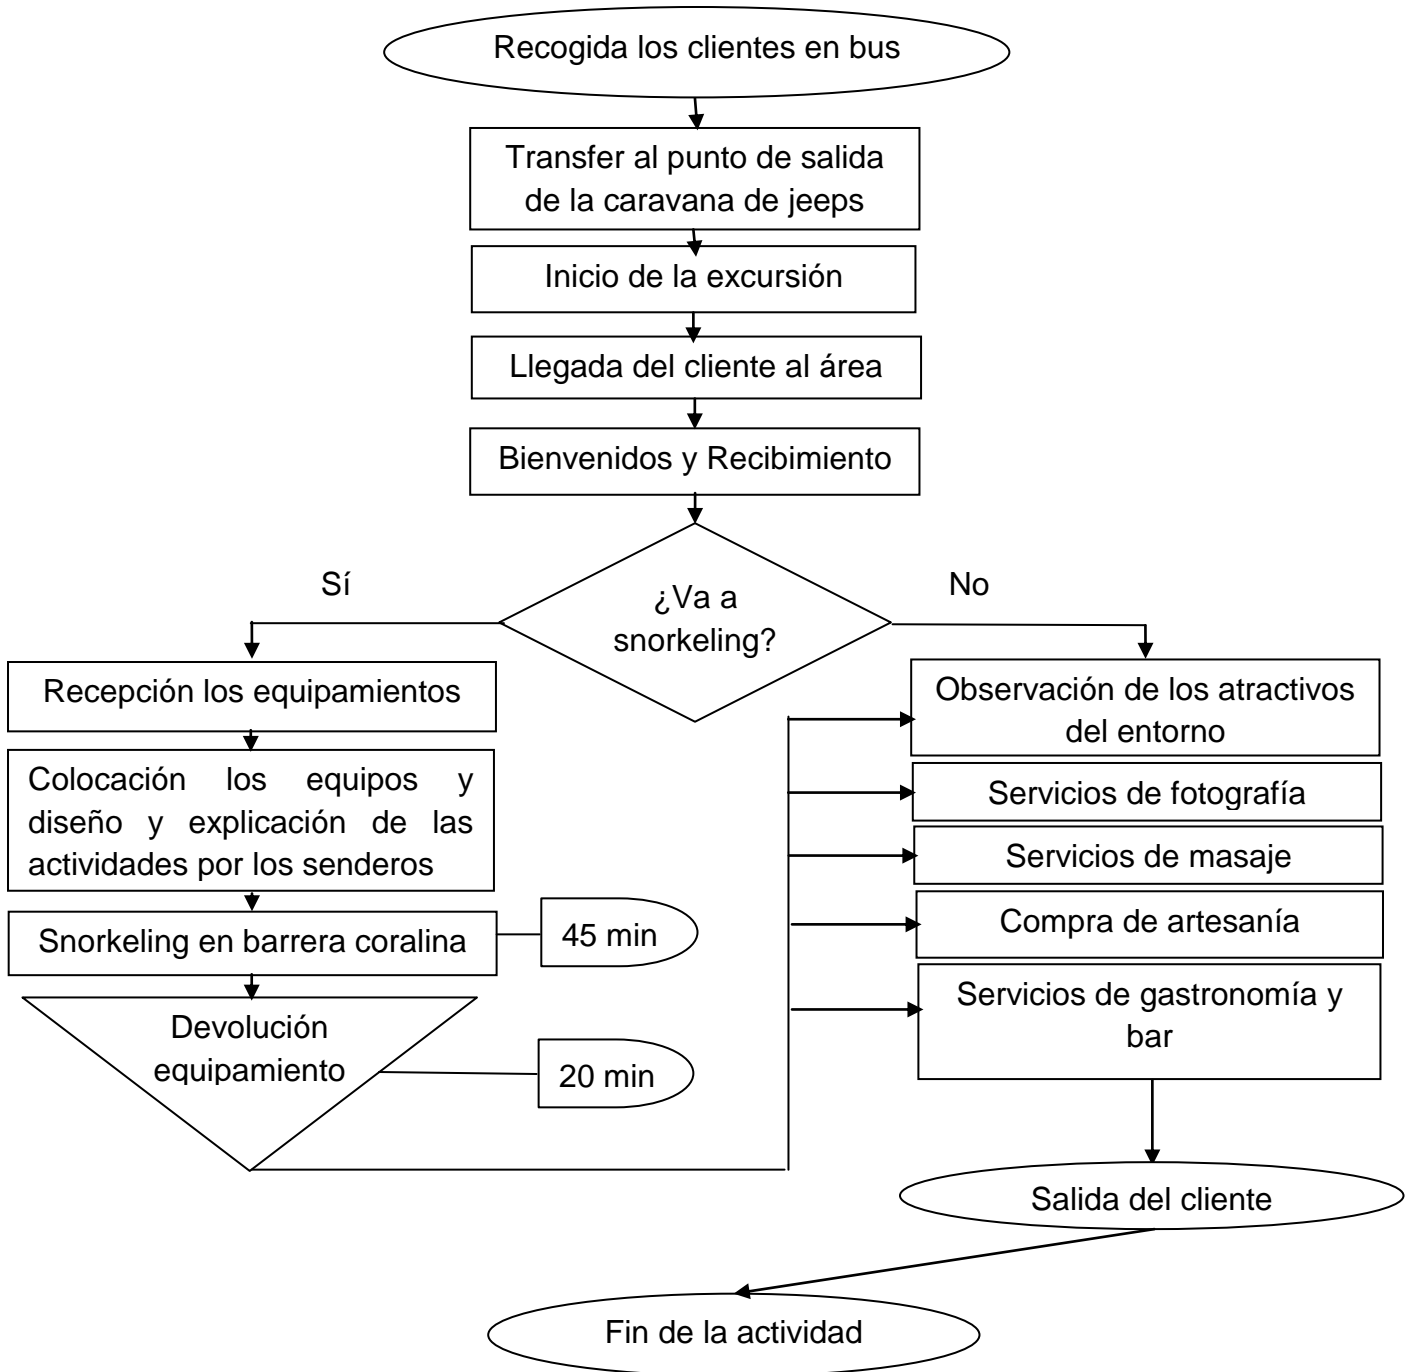 Recogida los clientes en bus
Transfer al punto de salida
de la caravana de jeeps
Inicio de la excursión
Llegada del cliente al área
Bienvenidos y Recibimiento
¿Va a
snorkeling?
Sí
No
Recepción los equipamientos
Colocación los equipos y
diseño y explicación de las
actividades por los senderos
Snorkeling en barrera coralina
45 min
Devolución
equipamiento
20 min
Observación de los atractivos
del entorno
Servicios de fotografía
Servicios de masaje
Compra de artesanía
Servicios de gastronomía y
bar
Salida del cliente
Fin de la actividad